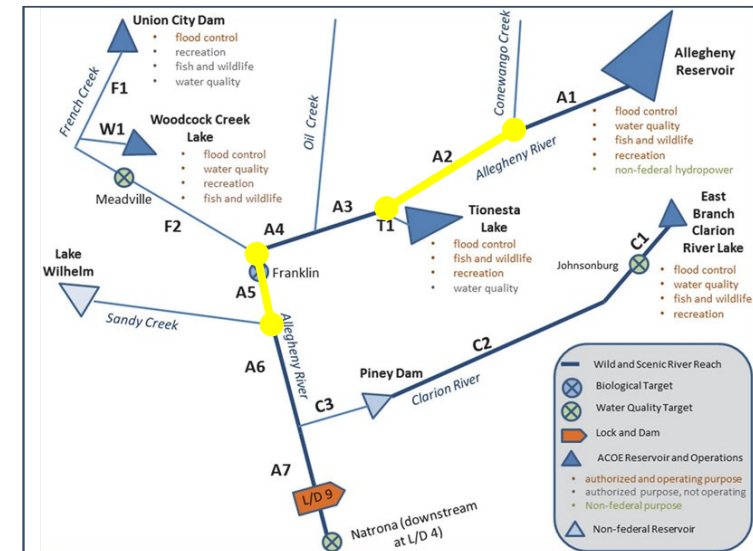 Union City Dam
• flood control
• recreation
• fish and wildlife
• water quality
F1
French Creek
W1
Woodcock Creek
Lake
• flood control
• water quality
• recreation
• fish and wildlife
Meadville
F2
Oil Creek
Conewango Creek
A1
Allegheny
Reservoir
• flood control
• water quality
• fish and wildlife
• recreation
• non-federal hydropower
A2
Allegheny River
A3
T1
Tionesta
Lake
• flood control
• fish and wildlife
• recreation
• water quality
A4
Franklin
A5
Lake
Wilhelm
Sandy Creek
Allegheny River
A6
East
Branch
Clarion
River Lake
• flood control
• water quality
• fish and wildlife
• recreation
C1
Johnsonburg
C2
Piney Dam
Clarion River
C3
A7
L/D 9
Natrona (downstream
at L/D 4)
Wild and Scenic River Reach
Biological Target
Water Quality Target
Lock and Dam
ACOE Reservoir and Operations
• authorized and operating purpose
• authorized purpose, not operating
• Non-federal purpose
Non-federal Reservoir